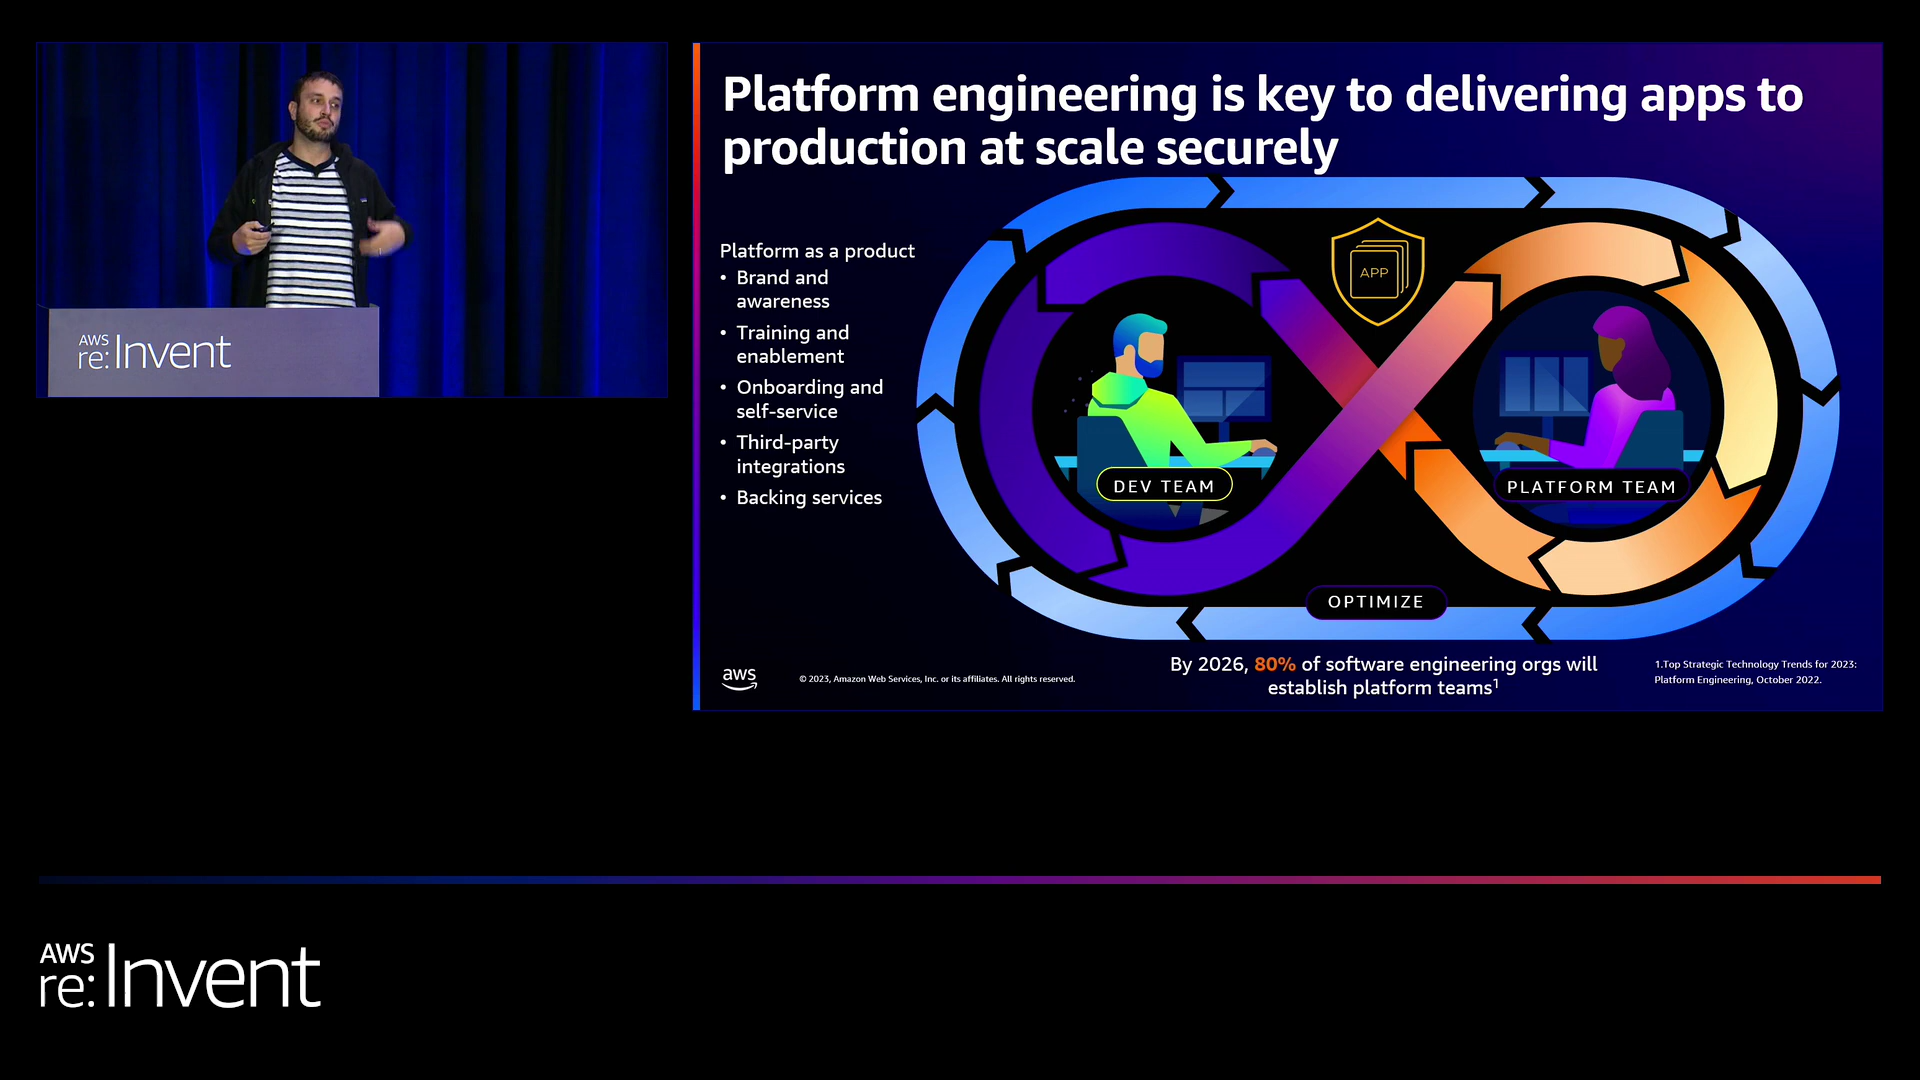 AWS
re:Invent
Platform engineering is key to delivering apps to
production at scale securely
Platform as a product
• Brand and
awareness
• Training and
enablement
• Onboarding and
self-service
• Third-party
integrations
• Backing services
APP
DEV TEAM
PLATFORM TEAM
OPTIMIZE
By 2026, 80% of software engineering orgs will
establish platform teams¹
1.Top Strategic Technology Trends for 2023:
Platform Engineering, October 2022.
aws
© 2023, Amazon Web Services, Inc. or its affiliates. All rights reserved.
AWS
re:Invent